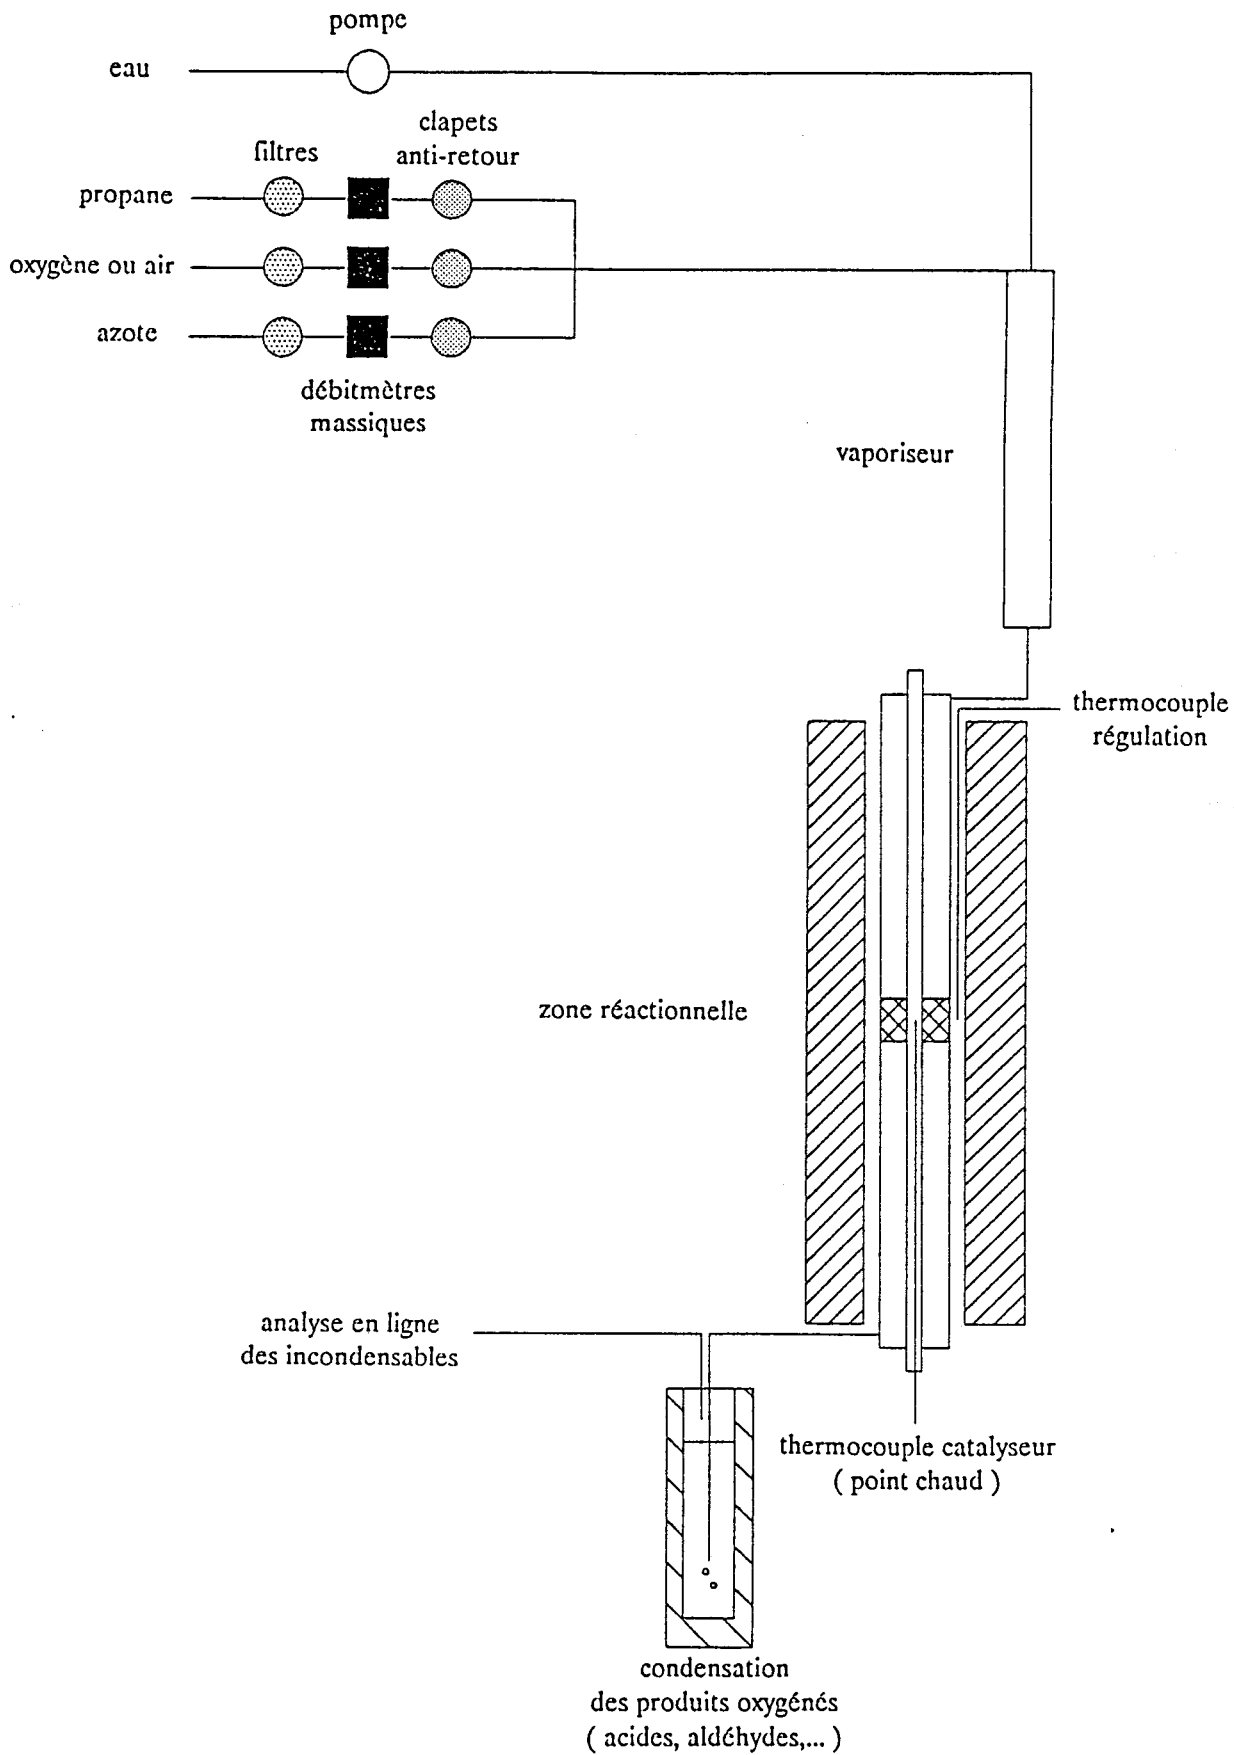 pompe
eau
clapets
anti-retour
filtres
propane
oxygène ou air
azote
débitmètres
massiques
vaporiseur
thermocouple
régulation
zone réactionnelle
analyse en ligne
des incondensables
thermocouple catalyseur
( point chaud )
condensation
des produits oxygénés
( acides, aldéhydes,... )